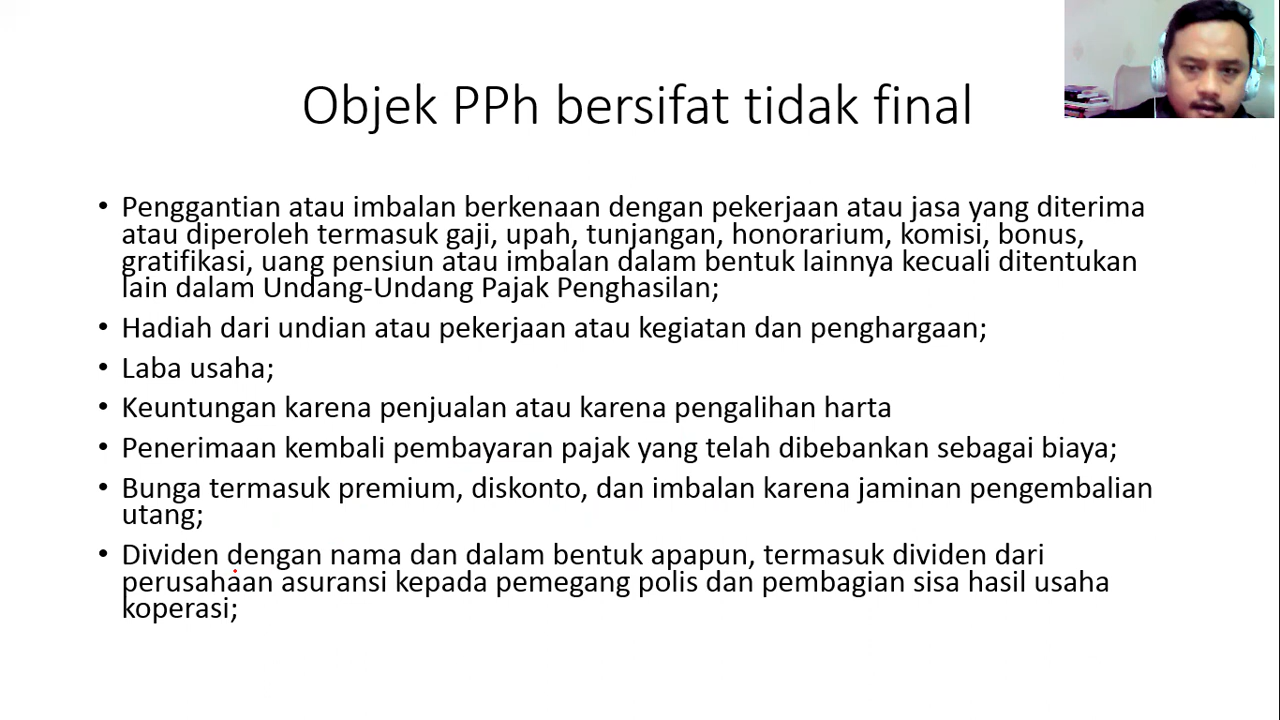 Objek PPh bersifat tidak final
• Penggantian atau imbalan berkenaan dengan pekerjaan atau jasa yang diterima
atau diperoleh termasuk gaji, upah, tunjangan, honorarium, komisi, bonus,
gratifikasi, uang pensiun atau imbalan dalam bentuk lainnya kecuali ditentukan
lain dalam Undang-Undang Pajak Penghasilan;
• Hadiah dari undian atau pekerjaan atau kegiatan dan penghargaan;
• Laba usaha;
• Keuntungan karena penjualan atau karena pengalihan harta
• Penerimaan kembali pembayaran pajak yang telah dibebankan sebagai biaya;
• Bunga termasuk premium, diskonto, dan imbalan karena jaminan pengembalian
utang;
• Dividen dengan nama dan dalam bentuk apapun, termasuk dividen dari
perusahaan asuransi kepada pemegang polis dan pembagian sisa hasil usaha
koperasi;